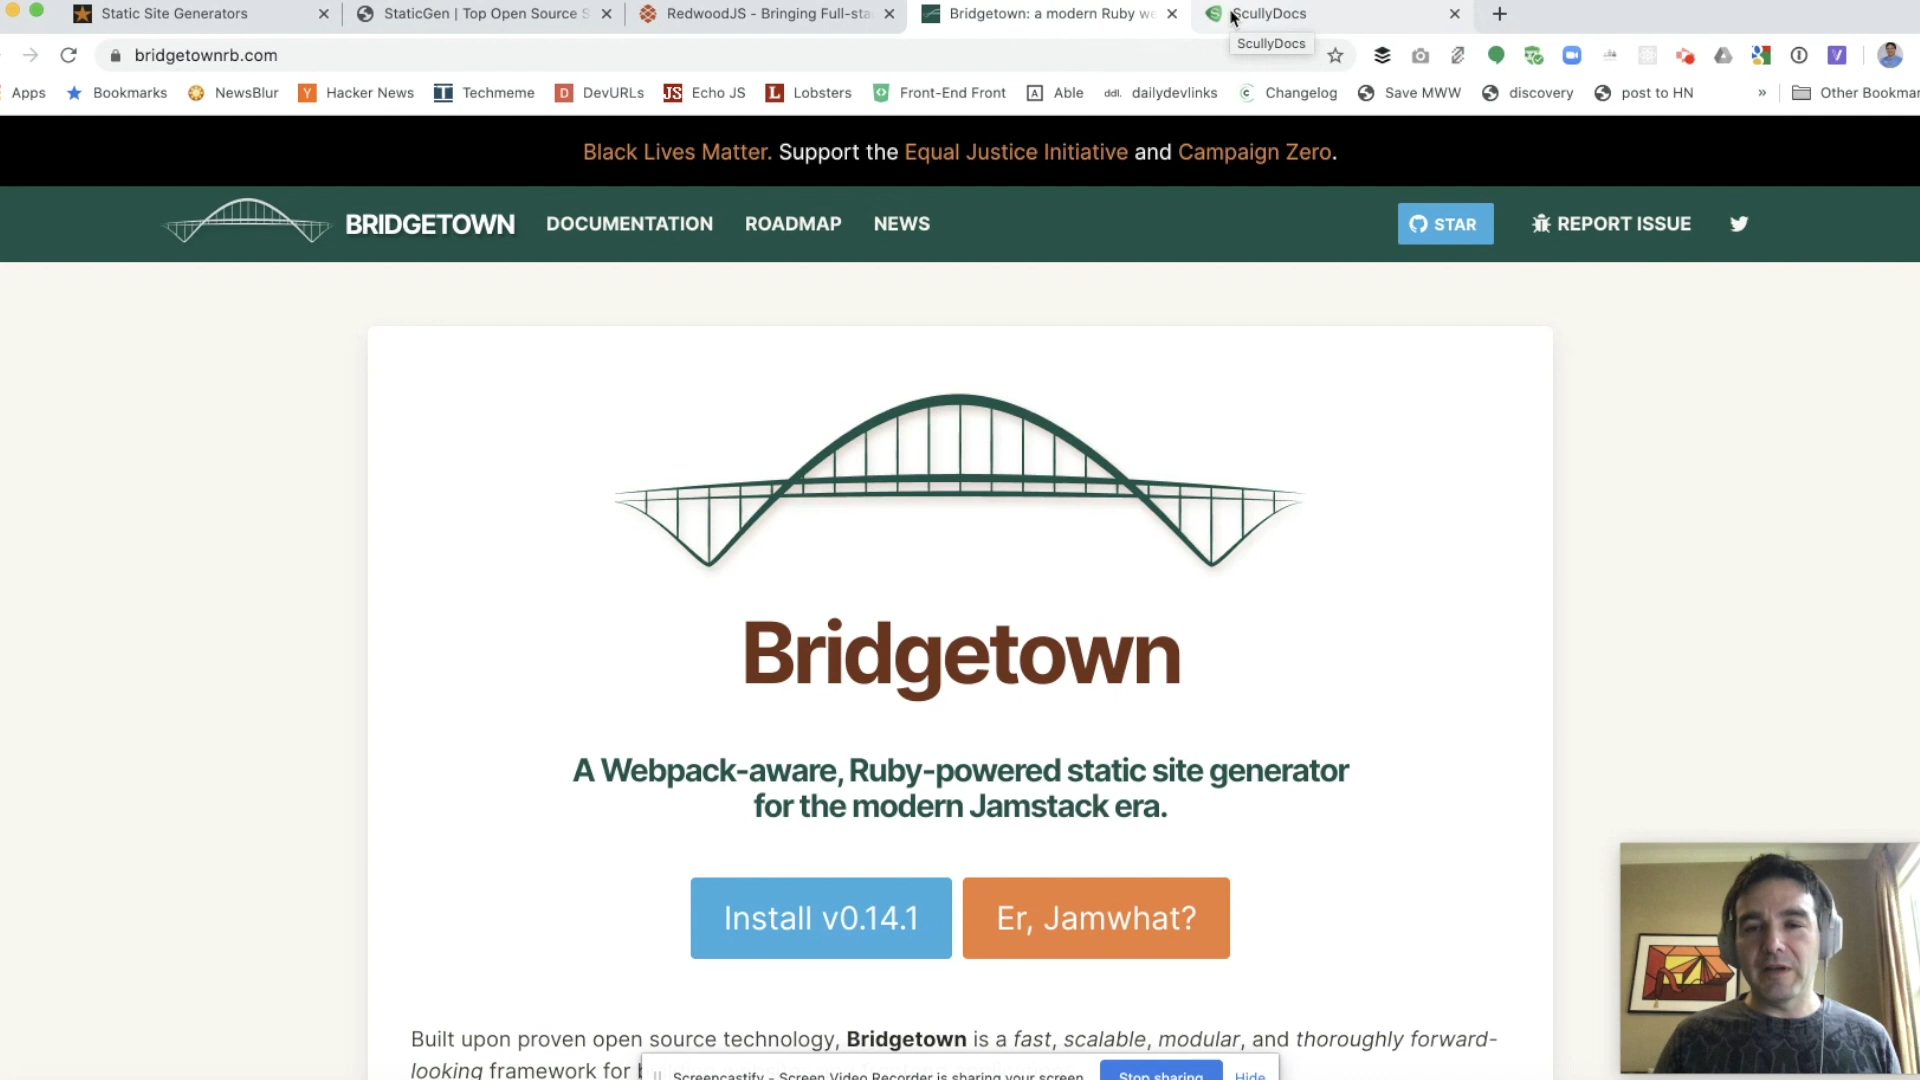 Static Site Generators
StaticGen | Top Open Source S
RedwoodJS - Bringing Full-sta
Bridgetown: a modern Ruby we
ScullyDocs
ScullyDocs
bridgetownrb.com
Apps
Bookmarks
NewsBlur
Hacker News
Techmeme
DevURLs
Echo JS
Lobsters
Front-End Front
Able
dailydevlinks
Changelog
Save MWW
discovery
post to HN
»
Other Bookmar
Black Lives Matter. Support the Equal Justice Initiative and Campaign Zero.
BRIDGETOWN
DOCUMENTATION
ROADMAP
NEWS
STAR
REPORT ISSUE
Bridgetown
A Webpack-aware, Ruby-powered static site generator
for the modern Jamstack era.
Install v0.14.1
Er, Jamwhat?
Built upon proven open source technology, Bridgetown is a fast, scalable, modular, and thoroughly forward-
looking framework for
Screencastify - Screen Video Recorder is sharing your screen.
Stop sharing
Hide